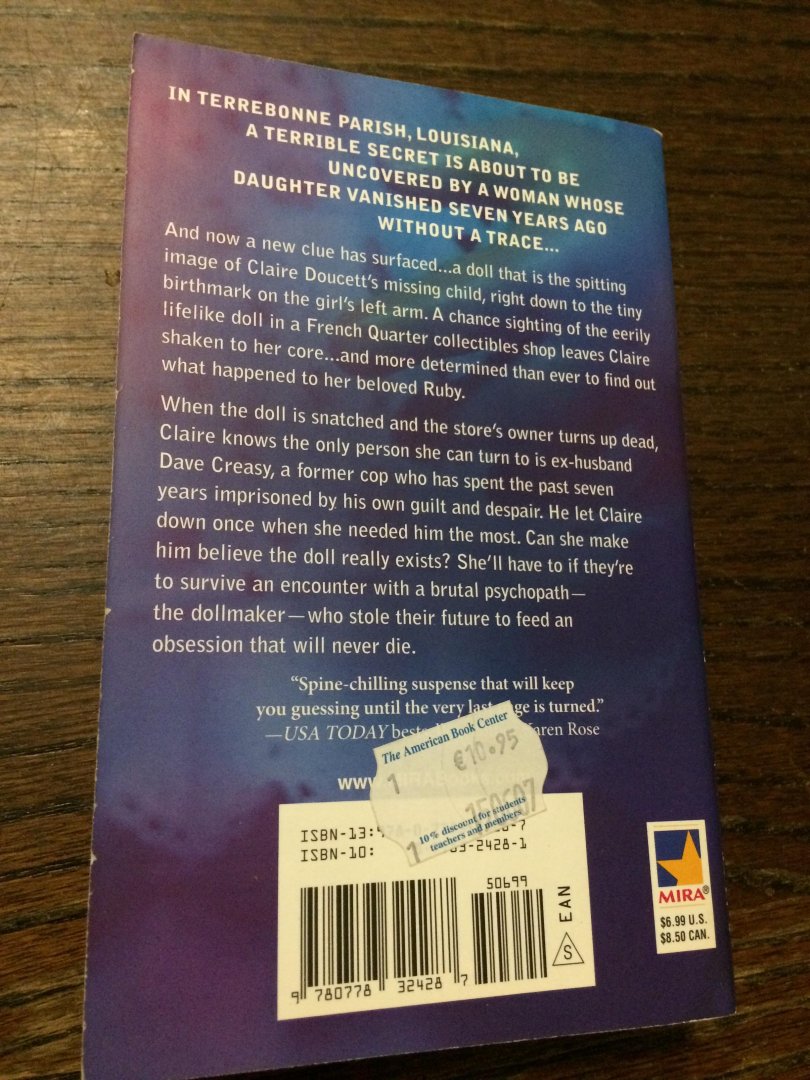 IN TERREBONNE PARISH, LOUISIANA,
A TERRIBLE SECRET IS ABOUT TO BE
UNCOVERED BY A WOMAN WHOSE
DAUGHTER VANISHED SEVEN YEARS AGO
WITHOUT A TRACE...
And now a new clue has surfaced...a doll that is the spitting
image of Claire Doucett's missing child, right down to the tiny
birthmark on the girl's left arm. A chance sighting of the eerily
lifelike doll in a French Quarter collectibles shop leaves Claire
shaken to her core...and more determined than ever to find out
what happened to her beloved Ruby.
When the doll is snatched and the store's owner turns up dead,
Claire knows the only person she can turn to is ex-husband
Dave Creasy, a former cop who has spent the past seven
years imprisoned by his own guilt and despair. He let Claire
down once when she needed him the most. Can she make
him believe the doll really exists? She'll have to if they're
to survive an encounter with a brutal psychopath—
the dollmaker—who stole their future to feed an
obsession that will never die.
"Spine-chilling suspense that will keep
you guessing until the very last page is turned."
—USA TODAY Karen Rose
The American Book Center
1 €10.95
150607
10% discount for students
teachers and members
1
ISBN-13:
ISBN-10: 2428-1
50699
EAN
S
9 780778 32428 7
MIRA®
$6.99 U.S.
$8.50 CAN.